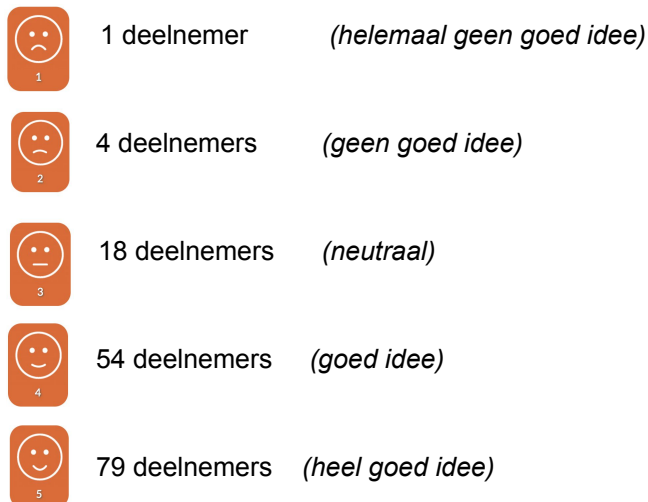 1 deelnemer (helemaal geen goed idee)
1
4 deelnemers (geen goed idee)
2
18 deelnemers (neutraal)
3
54 deelnemers (goed idee)
4
79 deelnemers (heel goed idee)
5